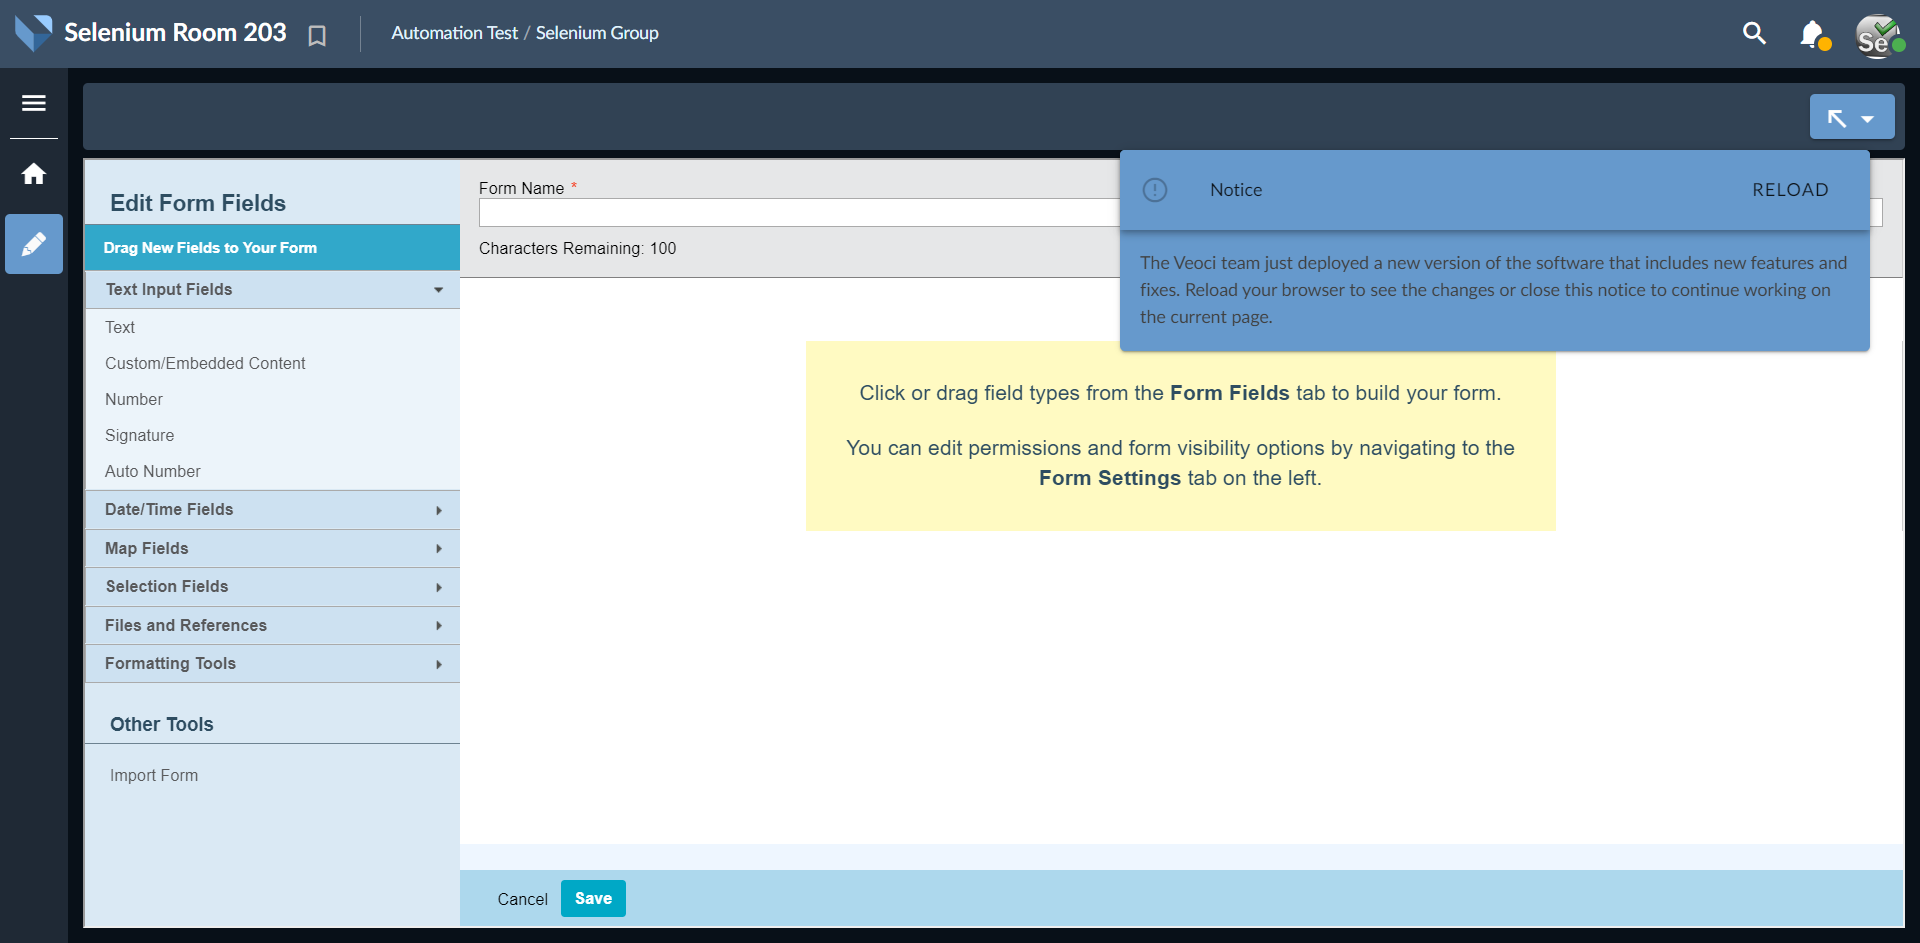 Selenium Room 203
Automation Test / Selenium Group
Se
Edit Form Fields
Drag New Fields to Your Form
Text Input Fields
Text
Custom/Embedded Content
Number
Signature
Auto Number
Date/Time Fields
Map Fields
Selection Fields
Files and References
Formatting Tools
Other Tools
Import Form
Form Name *
Characters Remaining: 100
Notice
RELOAD
The Veoci team just deployed a new version of the software that includes new features and
fixes. Reload your browser to see the changes or close this notice to continue working on
the current page.
Click or drag field types from the Form Fields tab to build your form.
You can edit permissions and form visibility options by navigating to the
Form Settings tab on the left.
Cancel
Save